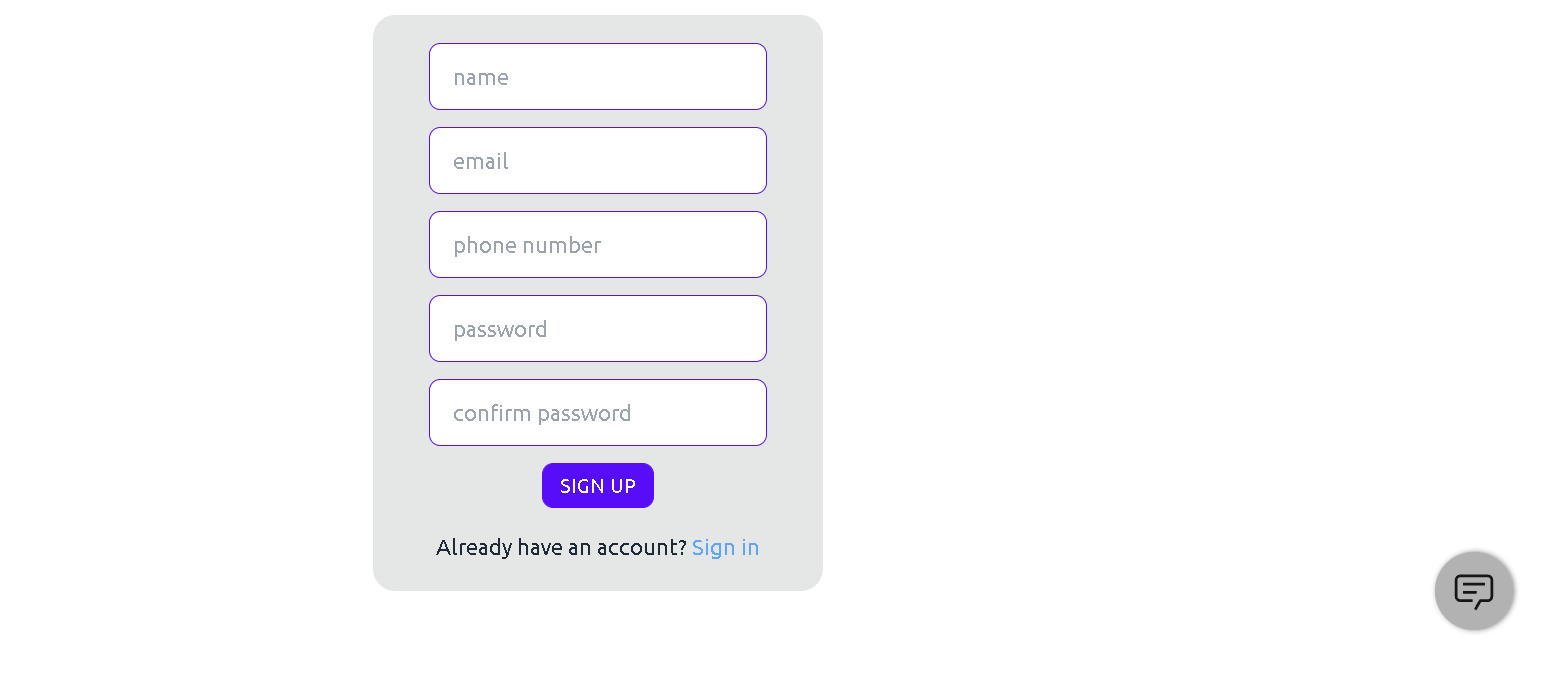 name
email
phone number
password
confirm password
SIGN UP
Already have an account? Sign in